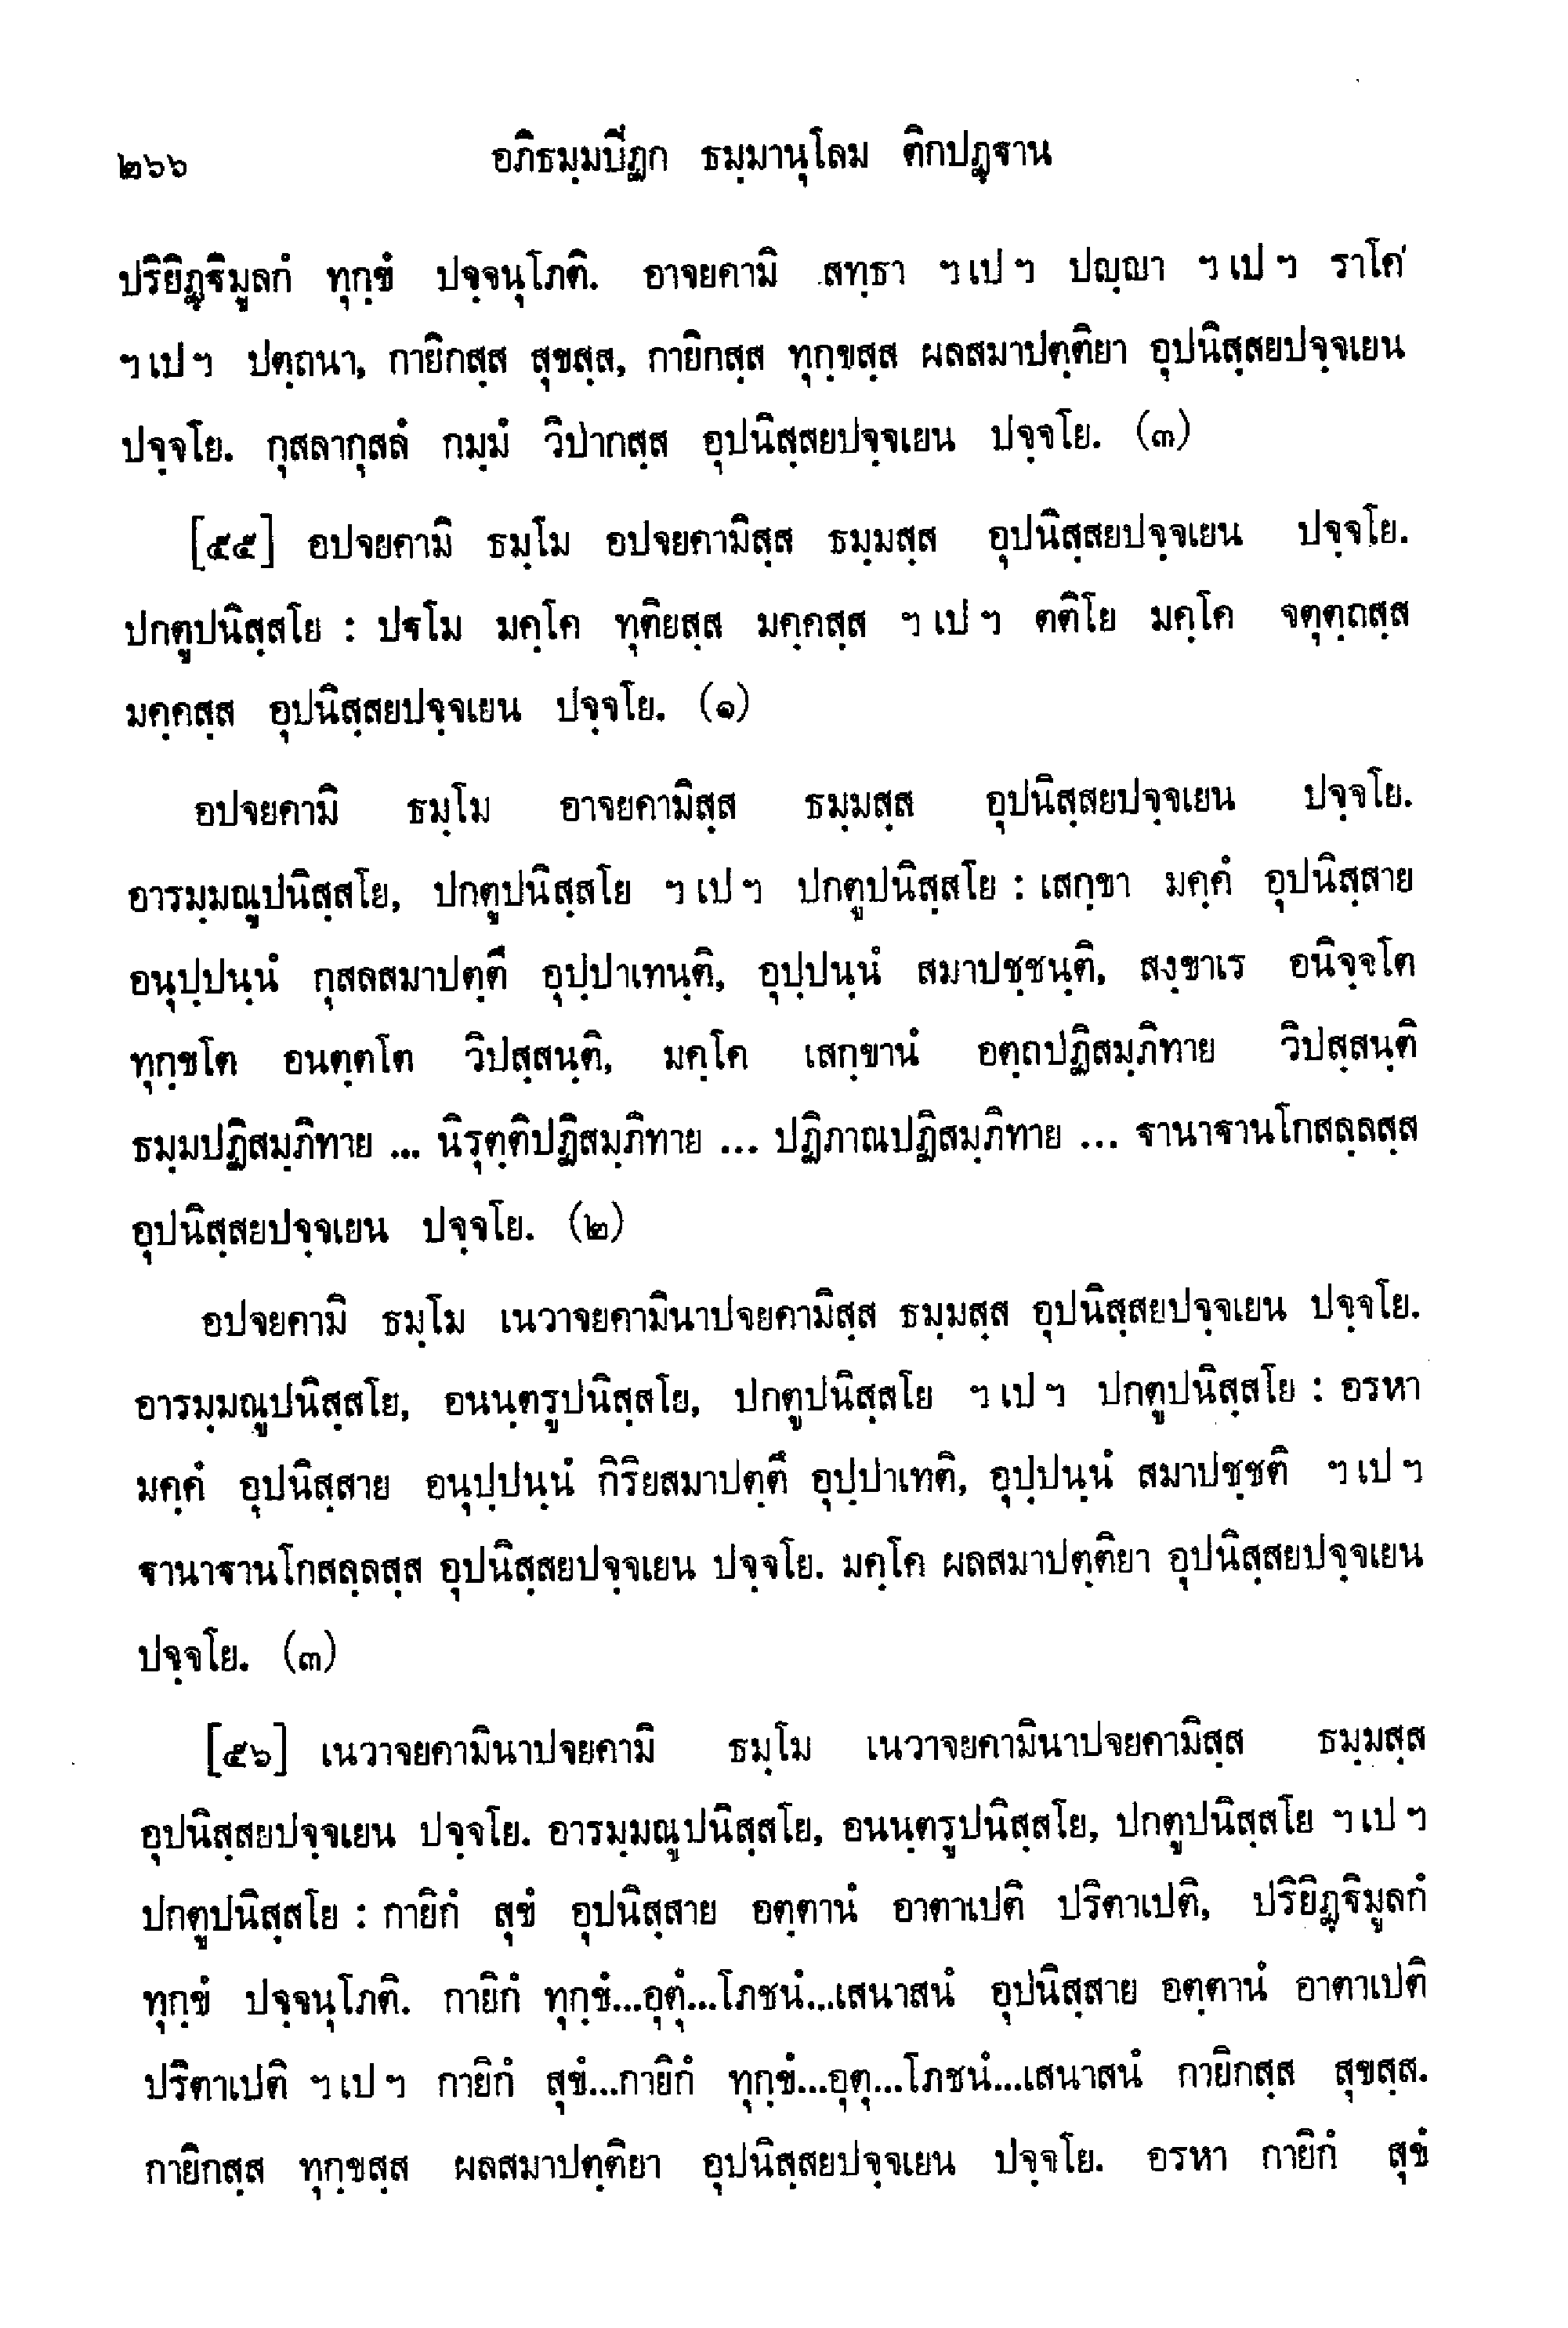 ๒๖๖ อภิธมฺมปีฏก ธมฺมานุโลม ติกปฏฺฐาน
ปริยิฏฺฐิมูลกํ ทุกฺขํ ปจฺจนุโภติ. อาจยคามิ สทฺธา ฯ เป ฯ ปญฺญา ฯ เป ฯ ราโค
ฯ เป ฯ ปตฺถนา, กายิกสฺส สุขสฺส, กายิกสฺส ทุกฺขสฺส ผลสมาปตฺติยา อุปนิสฺสยปจฺจเยน
ปจฺจโย. กุสลากุสลํ กมฺมํ วิปากสฺส อุปนิสฺสยปจฺจเยน ปจฺจโย. (๓)
[๕๕] อปจยคามิ ธมฺโม อปจยคามิสฺส ธมฺมสฺส อุปนิสฺสยปจฺจเยน ปจฺจโย.
ปกตูปนิสฺสโย : ปฐโม มคฺโค ทุติยสฺส มคฺคสฺส ฯ เป ฯ ตติโย มคฺโค จตุตฺถสฺส
มคฺคสฺส อุปนิสฺสยปจฺจเยน ปจฺจโย. (๑)
อปจยคามิ ธมฺโม อาจยคามิสฺส ธมฺมสฺส อุปนิสฺสยปจฺจเยน ปจฺจโย.
อารมฺมณูปนิสฺสโย, ปกตูปนิสฺสโย ฯ เป ฯ ปกตูปนิสฺสโย : เสกฺขา มคฺคํ อุปนิสฺสาย
อนุปฺปนฺนํ กุสลสมาปตฺตึ อุปฺปาเทนฺติ, อุปฺปนฺนํ สมาปชฺชนฺติ, สงฺขาเร อนิจฺจโต
ทุกฺขโต อนตฺตโต วิปสฺสนฺติ, มคฺโค เสกฺขานํ อตฺถปฏิสมฺภิทาย วิปสฺสนฺติ
ธมฺมปฏิสมฺภิทาย ... นิรุตฺติปฏิสมฺภิทาย ... ปฏิภาณปฏิสมฺภิทาย ... ฐานาฐานโกสลฺลสฺส
อุปนิสฺสยปจฺจเยน ปจฺจโย. (๒)
อปจยคามิ ธมฺโม เนวาจยคามินาปจยคามิสฺส ธมฺมสฺส อุปนิสฺสยปจฺจเยน ปจฺจโย.
อารมฺมณูปนิสฺสโย, อนนฺตรูปนิสฺสโย, ปกตูปนิสฺสโย ฯ เป ฯ ปกตูปนิสฺสโย : อรหา
มคฺคํ อุปนิสฺสาย อนุปฺปนฺนํ กิริยสมาปตฺตึ อุปฺปาเทติ, อุปฺปนฺนํ สมาปชฺชติ ฯ เป ฯ
ฐานาฐานโกสลฺลสฺส อุปนิสฺสยปจฺจเยน ปจฺจโย. มคฺโค ผลสมาปตฺติยา อุปนิสฺสยปจฺจเยน
ปจฺจโย. (๓)
[๕๖] เนวาจยคามินาปจยคามิ ธมฺโม เนวาจยคามินาปจยคามิสฺส ธมฺมสฺส
อุปนิสฺสยปจฺจเยน ปจฺจโย. อารมฺมณูปนิสฺสโย, อนนฺตรูปนิสฺสโย, ปกตูปนิสฺสโย ฯ เป ฯ
ปกตูปนิสฺสโย : กายิกํ สุขํ อุปนิสฺสาย อตฺตานํ อาตาเปติ ปริตาเปติ, ปริยิฏฺฐิมูลกํ
ทุกฺขํ ปจฺจนุโภติ. กายิกํ ทุกฺขํ...อุตุํ...โภชนํ...เสนาสนํ อุปนิสฺสาย อตฺตานํ อาตาเปติ
ปริตาเปติ ฯ เป ฯ กายิกํ สุขํ...กายิกํ ทุกฺขํ...อุตุ...โภชนํ...เสนาสนํ กายิกสฺส สุขสฺส.
กายิกสฺส ทุกฺขสฺส ผลสมาปตฺติยา อุปนิสฺสยปจฺจเยน ปจฺจโย. อรหา กายิกํ สุขํ